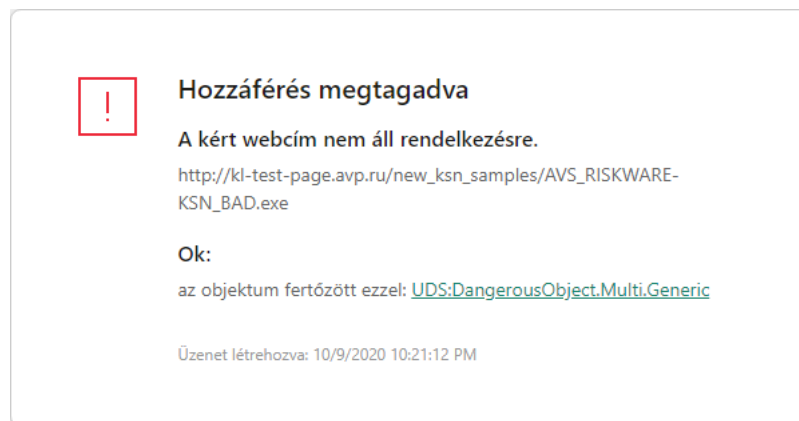 !
Hozzáférés megtagadva
A kért webcím nem áll rendelkezésre.
http://kl-test-page.avp.ru/new_ksn_samples/AVS_RISKWARE-
KSN_BAD.exe
Ok:
az objektum fertőzött ezzel: UDS:DangerousObject.Multi.Generic
Üzenet létrehozva: 10/9/2020 10:21:12 PM